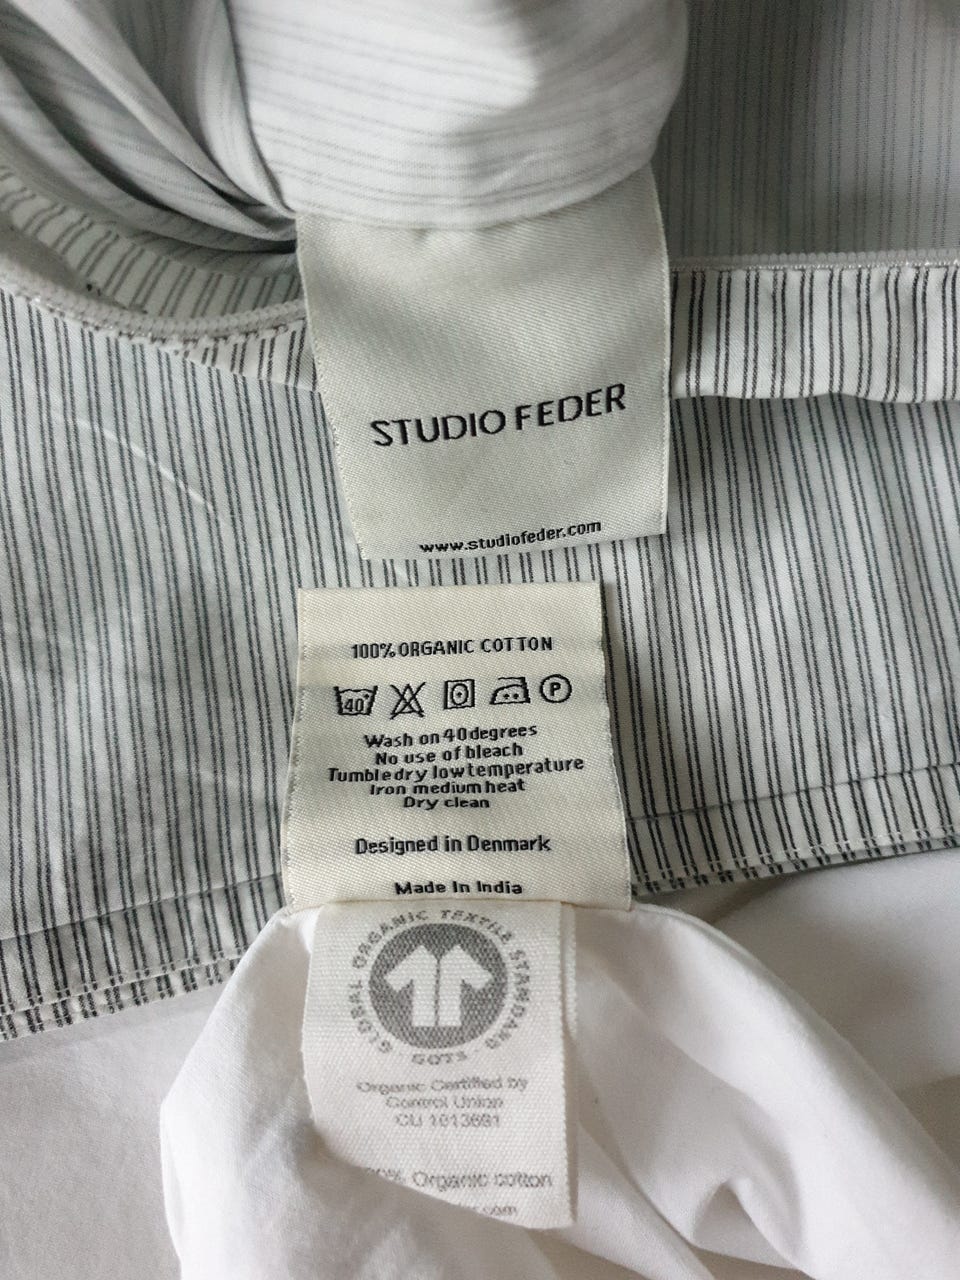 STUDIO FEDER
www.studiofeder.com
100% ORGANIC COTTON
40°
P
Wash on 40 degrees
No use of bleach
Tumble dry low temperature
Iron medium heat
Dry clean
Designed in Denmark
Made In India
GLOBAL ORGANIC TEXTILE STANDARD
· GOTS ·
Organic Certified by
Control Union
CU 1013691
% Organic cotton
.com